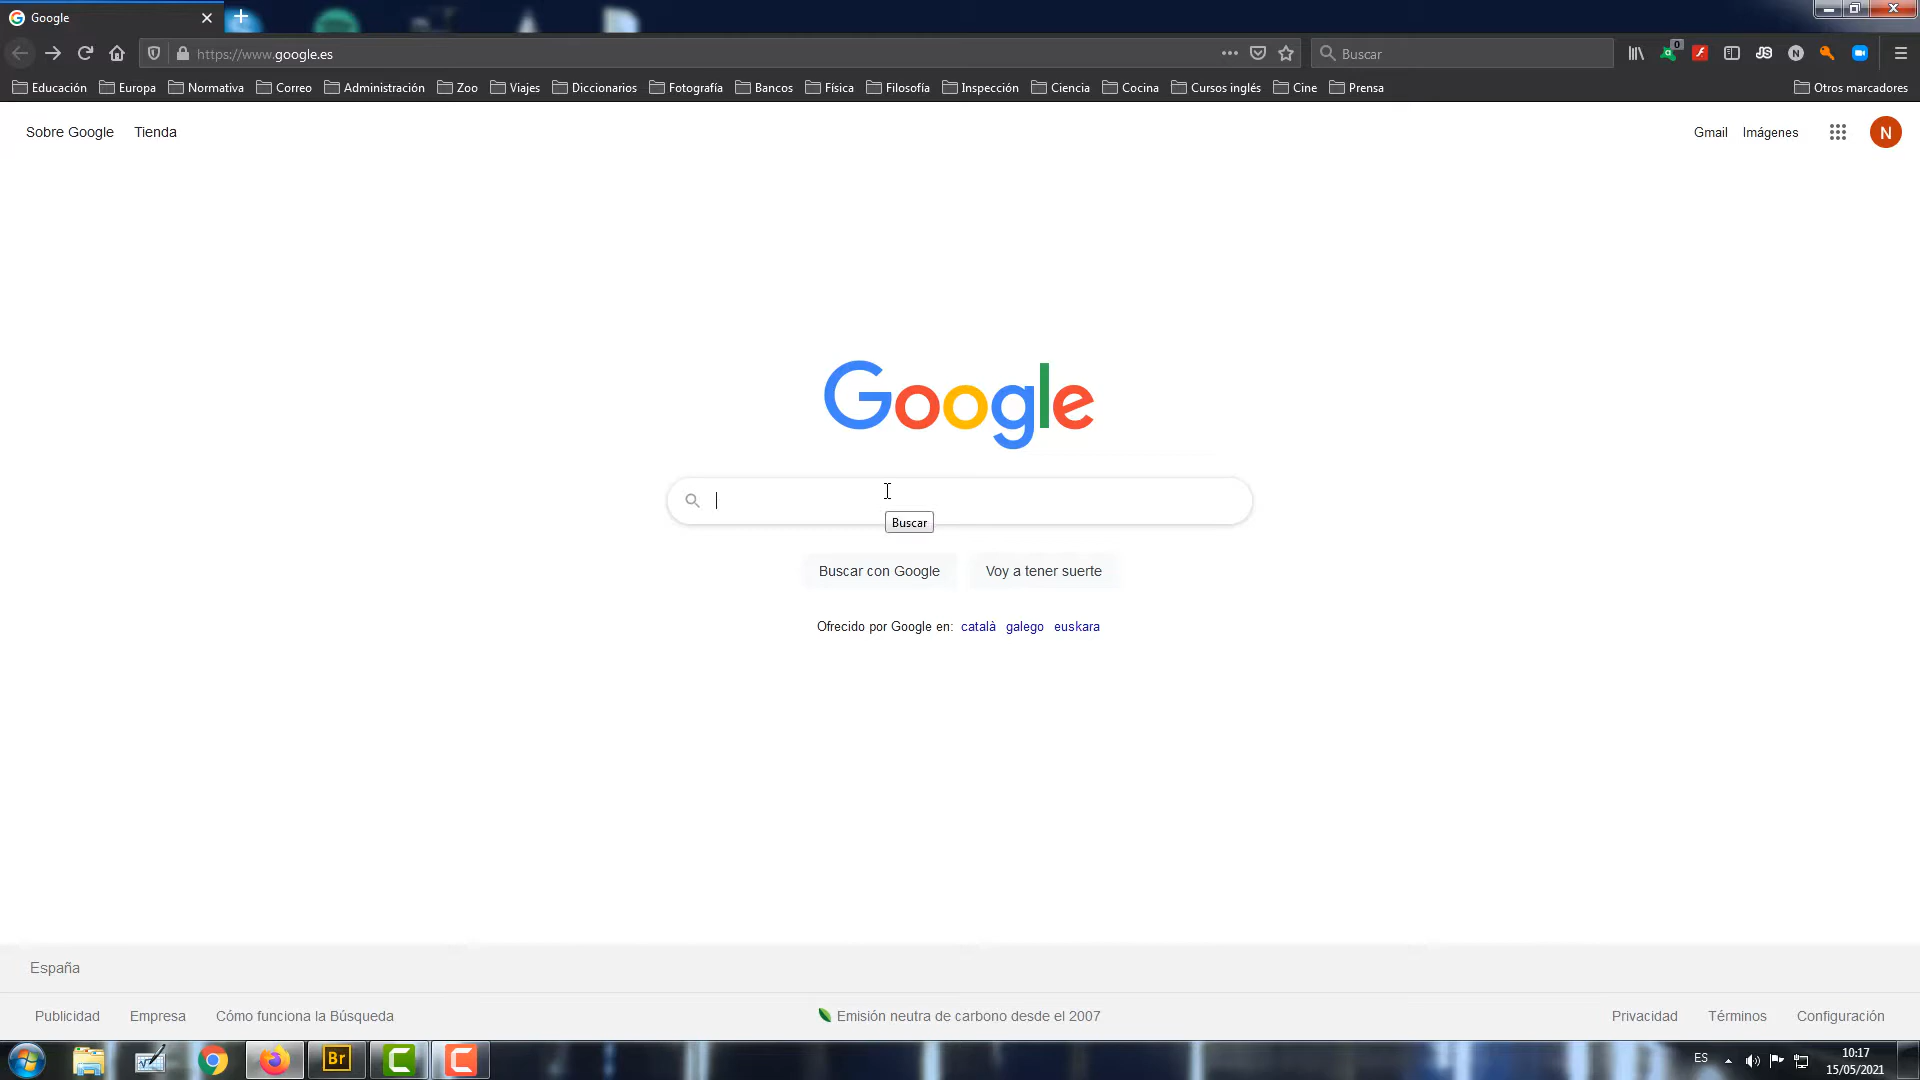 Google
https://www.google.es
Buscar
0
JS
N
Educación Europa Normativa Correo Administración Zoo Viajes Diccionarios Fotografía Bancos Física Filosofía Inspección Ciencia Cocina Cursos inglés Cine Prensa Otros marcadores
Sobre Google Tienda Gmail Imágenes N
Google
Buscar
Buscar con Google Voy a tener suerte
Ofrecido por Google en: català galego euskara
España
Publicidad Empresa Cómo funciona la Búsqueda Emisión neutra de carbono desde el 2007 Privacidad Términos Configuración
Br ES 10:17
15/05/2021